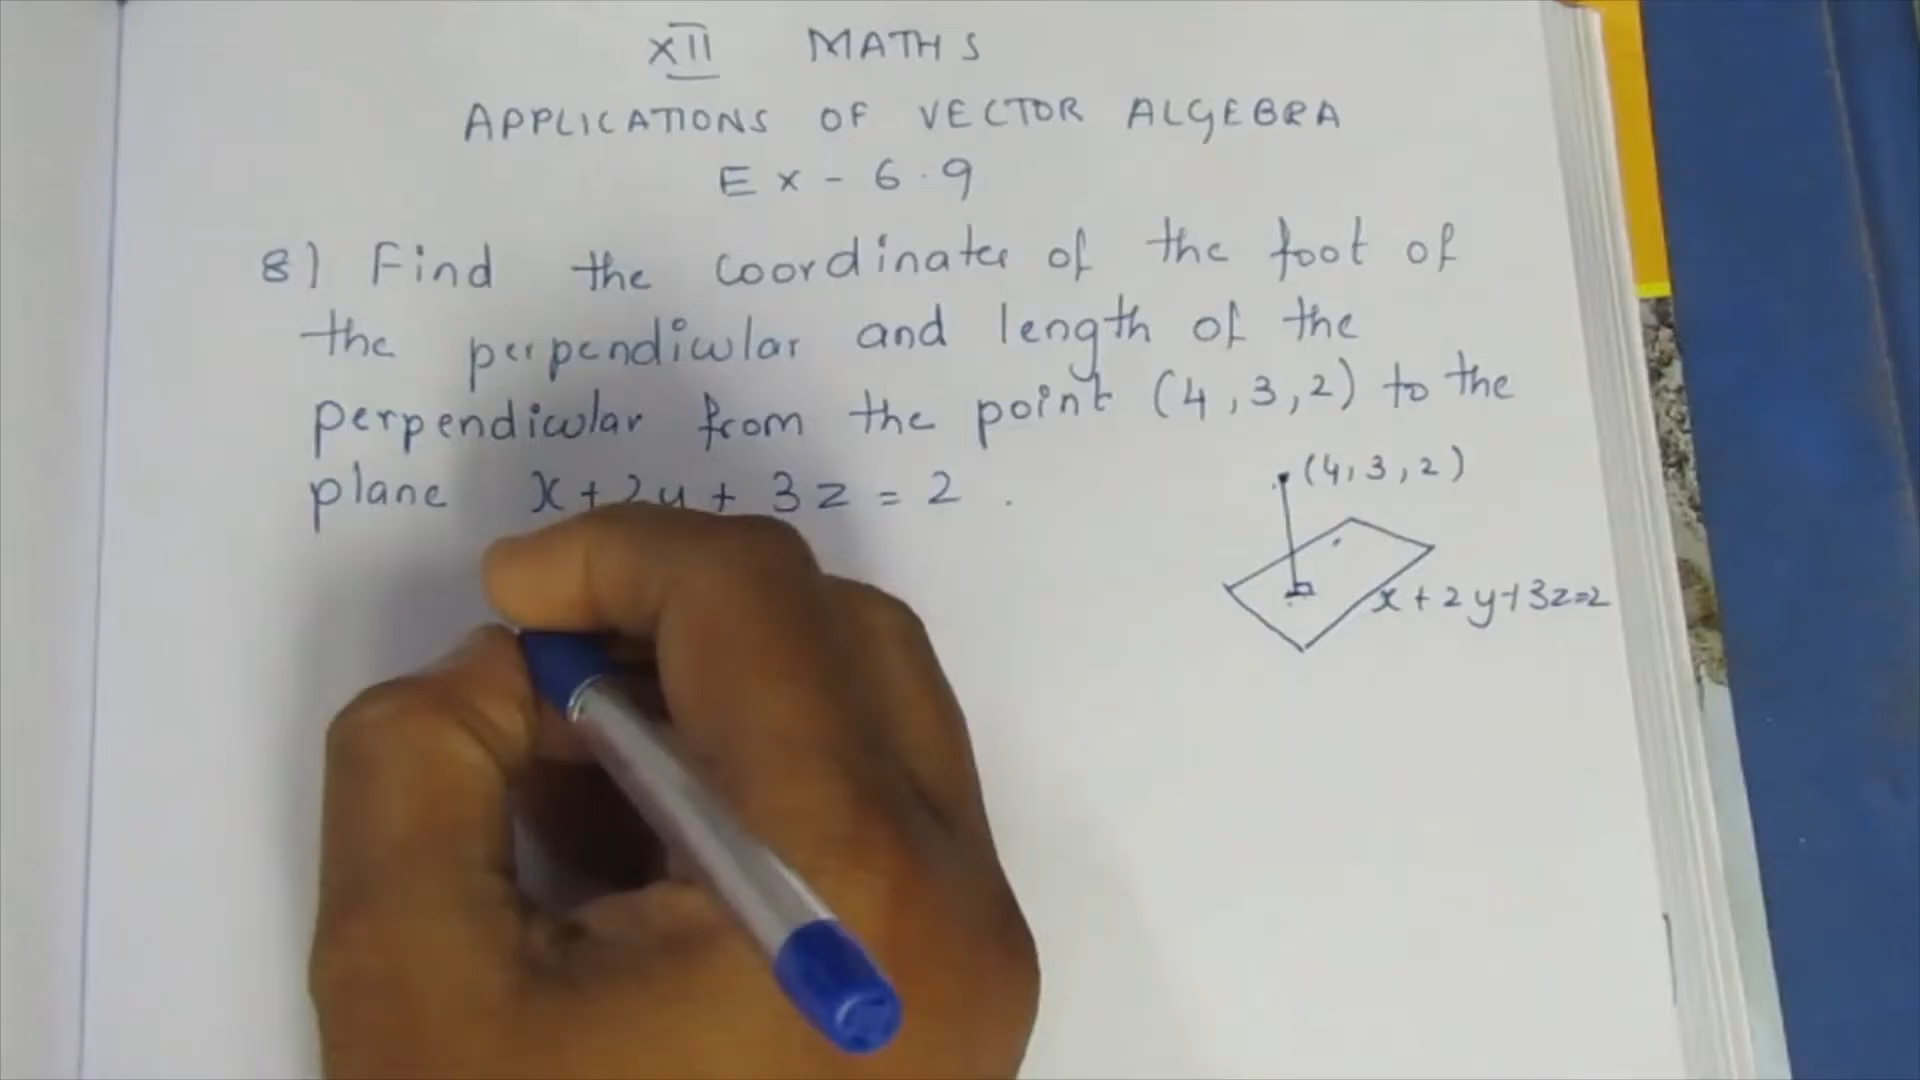 XII MATHS
APPLICATIONS OF VECTOR ALGEBRA
Ex - 6.9
8) Find the coordinates of the foot of
the perpendicular and length of the
perpendicular from the point (4,3,2) to the
plane x + 2y + 3z = 2 .
(4,3,2)
x + 2y+3z=2